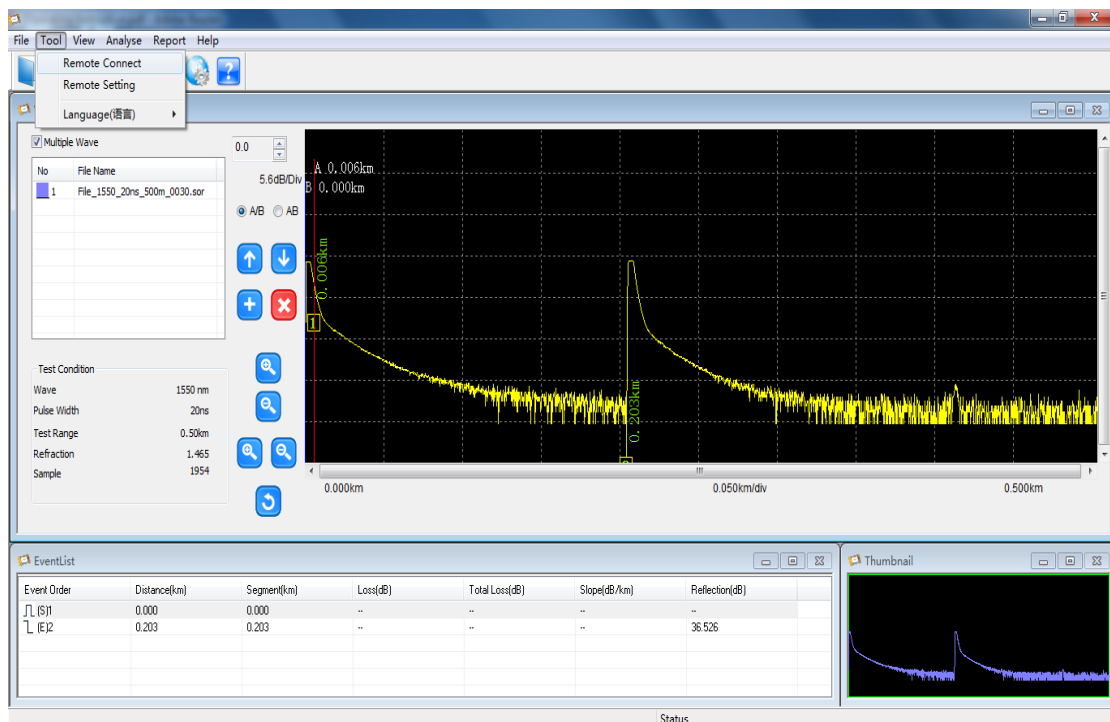 File Tool View Analyse Report Help
Remote Connect
Remote Setting
Language(语言)
Multiple Wave
No File Name
1 File_1550_20ns_500m_0030.sor
0.0
5.6dB/Div
A/B AB
A 0.006km
B 0.000km
0.006km
1
0.203km
0.000km 0.050km/div 0.500km
Test Condition
Wave 1550 nm
Pulse Width 20ns
Test Range 0.50km
Refraction 1.465
Sample 1954
EventList
Event Order Distance(km) Segment(km) Loss(dB) Total Loss(dB) Slope(dB/km) Reflection(dB)
(S)1 0.000 0.000 -- -- -- --
(E)2 0.203 0.203 -- -- -- 36.526
Thumbnail
Status